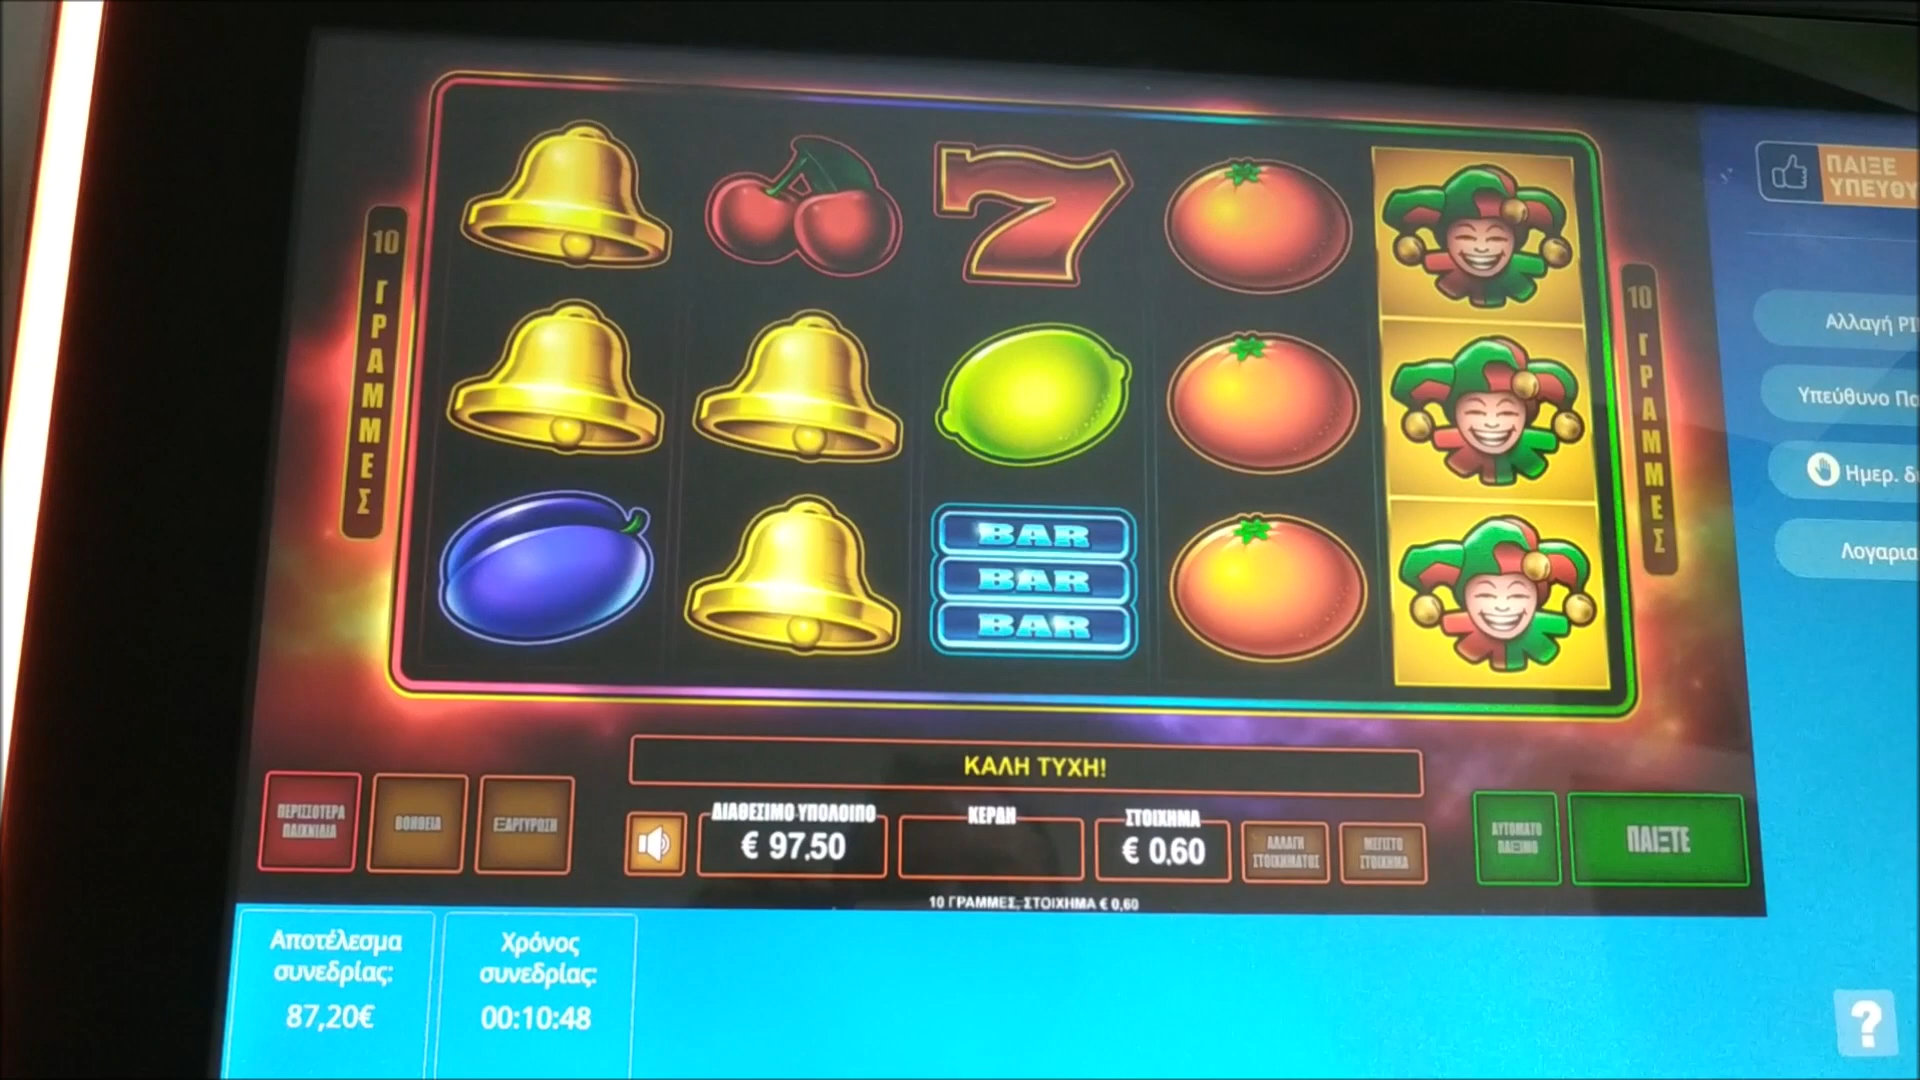 10 ΓΡΑΜΜΕΣ
10 ΓΡΑΜΜΕΣ
BAR
BAR
BAR
ΠΑΙΞΕ
ΥΠΕΥΘΥ
Αλλαγή PI
Υπεύθυνο Πα
Ημερ. δ
Λογαρια
ΚΑΛΗ ΤΥΧΗ!
ΠΕΡΙΣΣΟΤΕΡΑ
ΠΑΙΧΝΙΔΙΑ
ΒΟΗΘΕΙΑ
ΕΞΑΡΓΥΡΩΣΗ
ΔΙΑΘΕΣΙΜΟ ΥΠΟΛΟΙΠΟ
€ 97,50
ΚΕΡΔΗ
ΣΤΟΙΧΗΜΑ
€ 0,60
ΑΛΛΑΓΗ
ΣΤΟΙΧΗΜΑΤΟΣ
ΜΕΓΙΣΤΟ
ΣΤΟΙΧΗΜΑ
ΑΥΤΟΜΑΤΟ
ΠΑΙΞΙΜΟ
ΠΑΙΞΤΕ
10 ΓΡΑΜΜΕΣ, ΣΤΟΙΧΗΜΑ € 0,60
Αποτέλεσμα
συνεδρίας:
87,20€
Χρόνος
συνεδρίας:
00:10:48
?